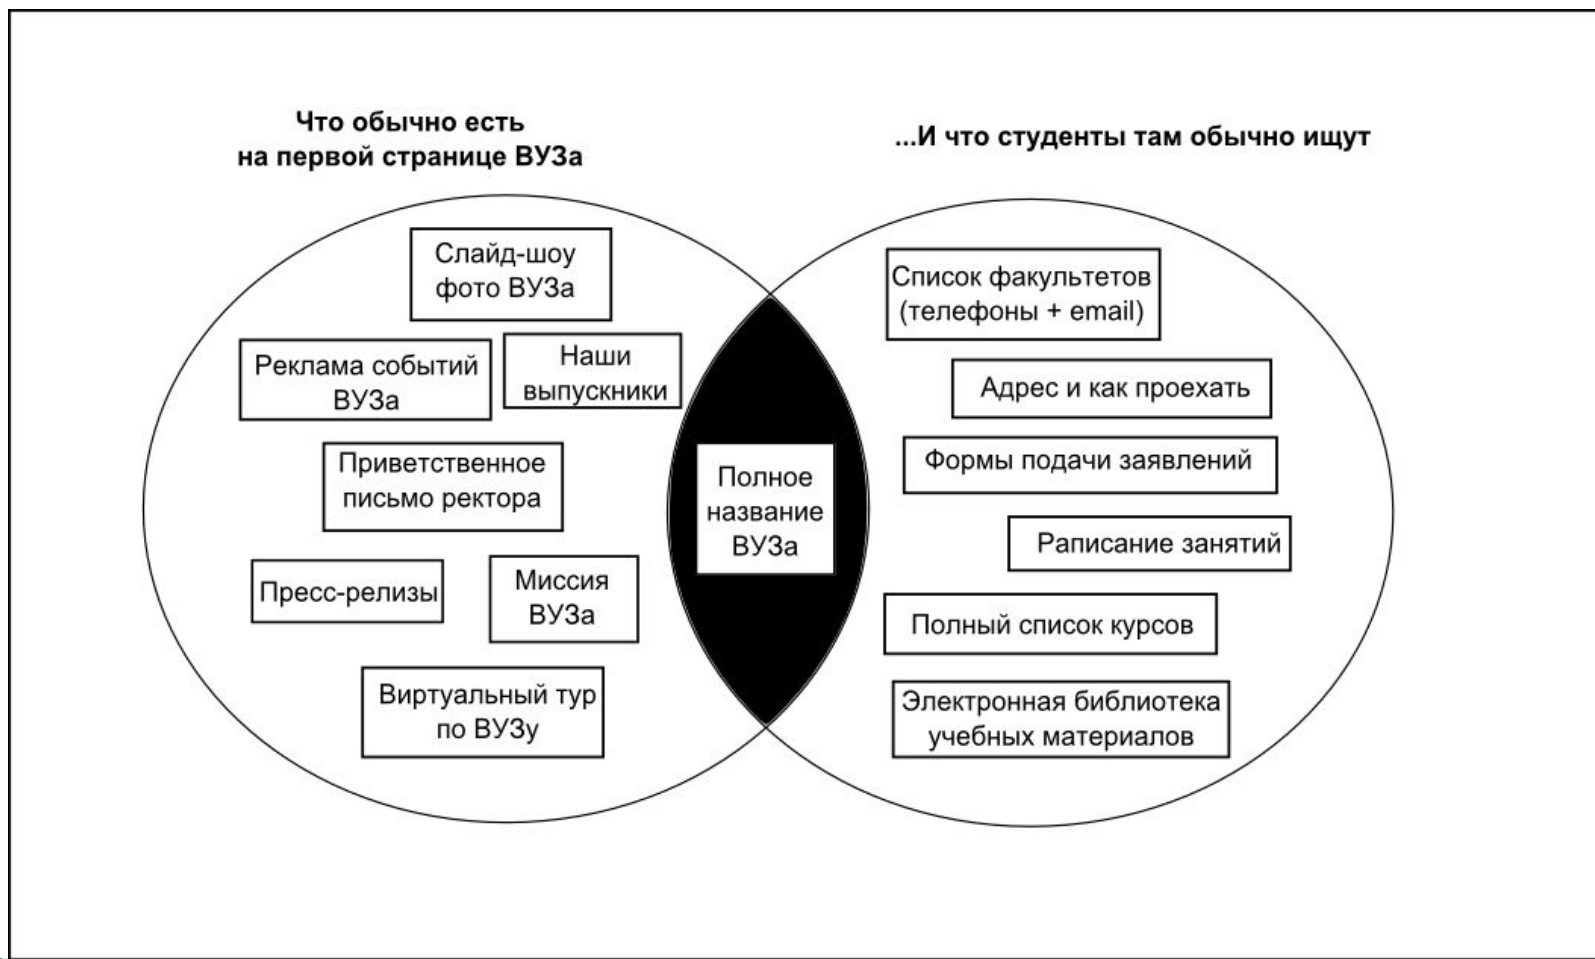 Что обычно есть
на первой странице ВУЗа
...И что студенты там обычно ищут
Слайд-шоу
фото ВУЗа
Реклама событий
ВУЗа
Наши
выпускники
Приветственное
письмо ректора
Пресс-релизы
Миссия
ВУЗа
Виртуальный тур
по ВУЗу
Полное
название
ВУЗа
Список факультетов
(телефоны + email)
Адрес и как проехать
Формы подачи заявлений
Раписание занятий
Полный список курсов
Электронная библиотека
учебных материалов